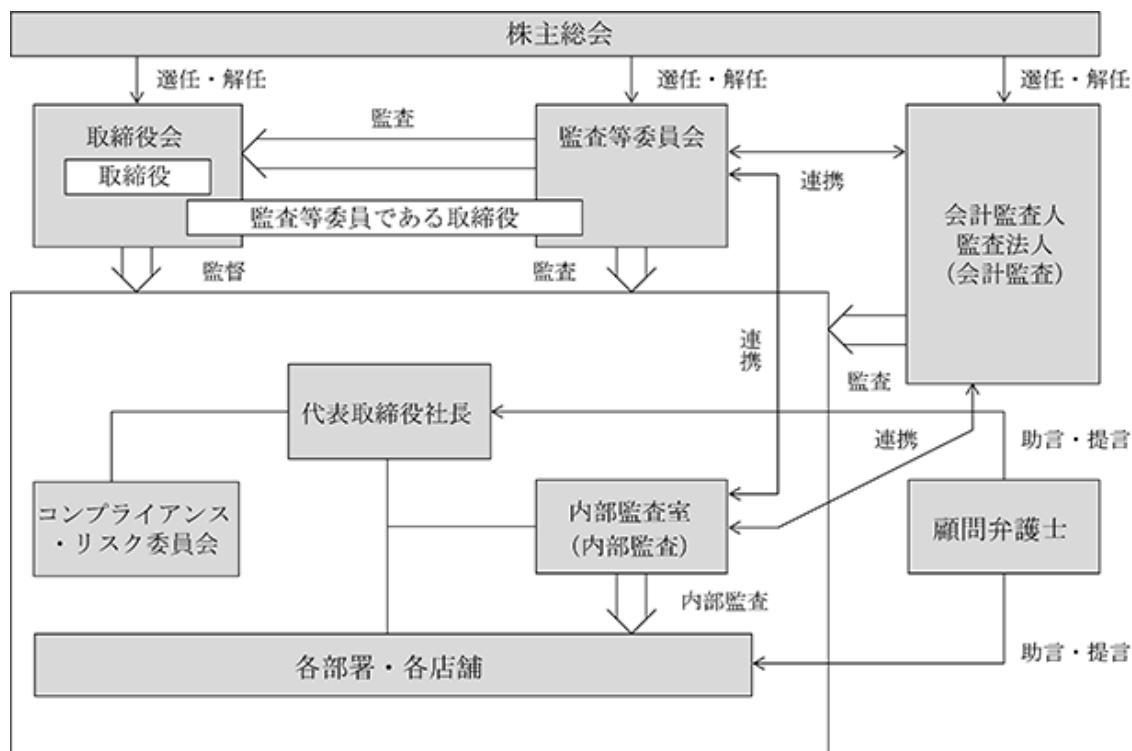 株主総会
選任・解任
選任・解任
選任・解任
取締役会
取締役
監査
監査等委員会
監査等委員である取締役
連携
会計監査人
監査法人
（会計監査）
監督
監査
連携
監査
代表取締役社長
連携
助言・提言
コンプライアンス
・リスク委員会
内部監査室
（内部監査）
顧問弁護士
内部監査
各部署・各店舗
助言・提言